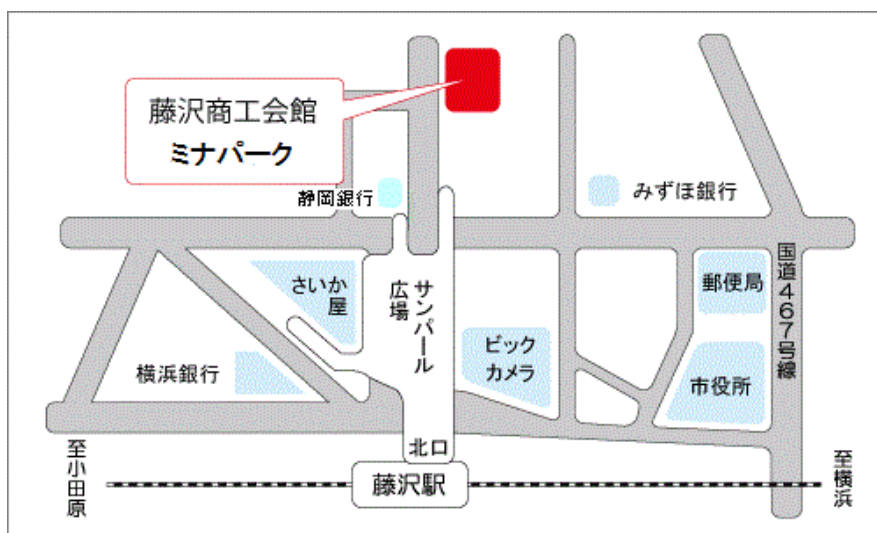 藤沢商工会館
ミナパーク
静岡銀行
みずほ銀行
さいか
屋
サンパール
広場
ビック
カメラ
郵便局
国道467号線
横浜銀行
市役所
北口
藤沢駅
至小田原
至横浜